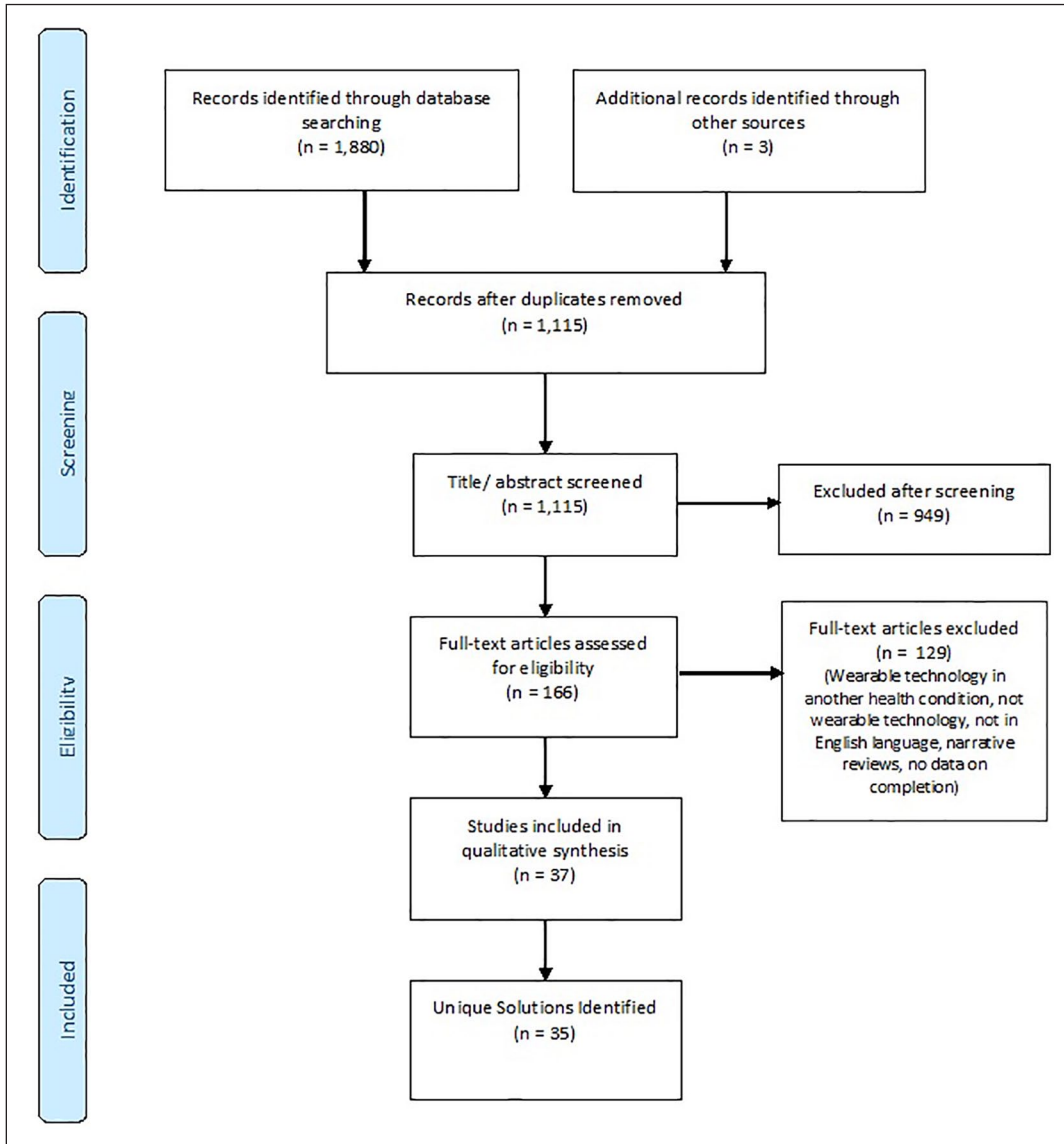 Identification
Records identified through database
searching
(n = 1,880)
Additional records identified through
other sources
(n = 3)
Records after duplicates removed
(n = 1,115)
Screening
Title/ abstract screened
(n = 1,115)
Excluded after screening
(n = 949)
Eligibility
Full-text articles assessed
for eligibility
(n = 166)
Full-text articles excluded
(n = 129)
(Wearable technology in
another health condition, not
wearable technology, not in
English language, narrative
reviews, no data on
completion)
Studies included in
qualitative synthesis
(n = 37)
Included
Unique Solutions Identified
(n = 35)